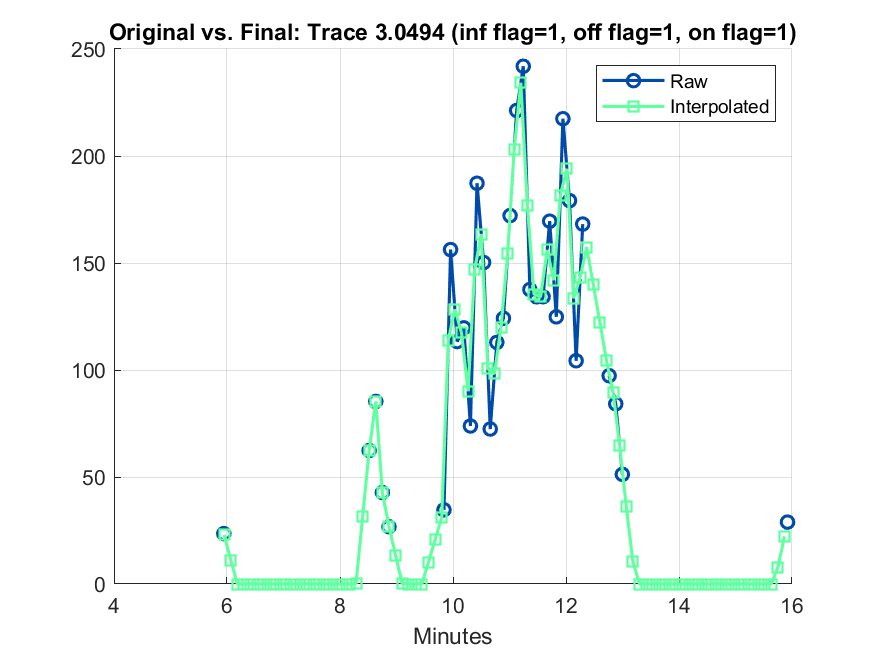 Original vs. Final: Trace 3.0494 (inf flag=1, off flag=1, on flag=1)
250
200
150
100
50
0
Raw
Interpolated
4 6 8 10 12 14 16
Minutes